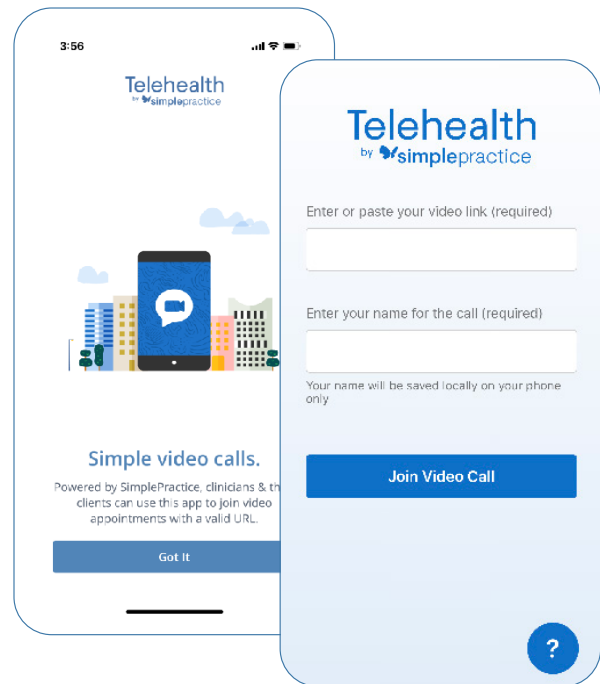 3:56
Telehealth
by simplepractice
Simple video calls.
Powered by SimplePractice, clinicians & th
clients can use this app to join video
appointments with a valid URL.
Got It
Telehealth
by simplepractice
Enter or paste your video link (required)
Enter your name for the call (required)
Your name will be saved locally on your phone
only
Join Video Call
?